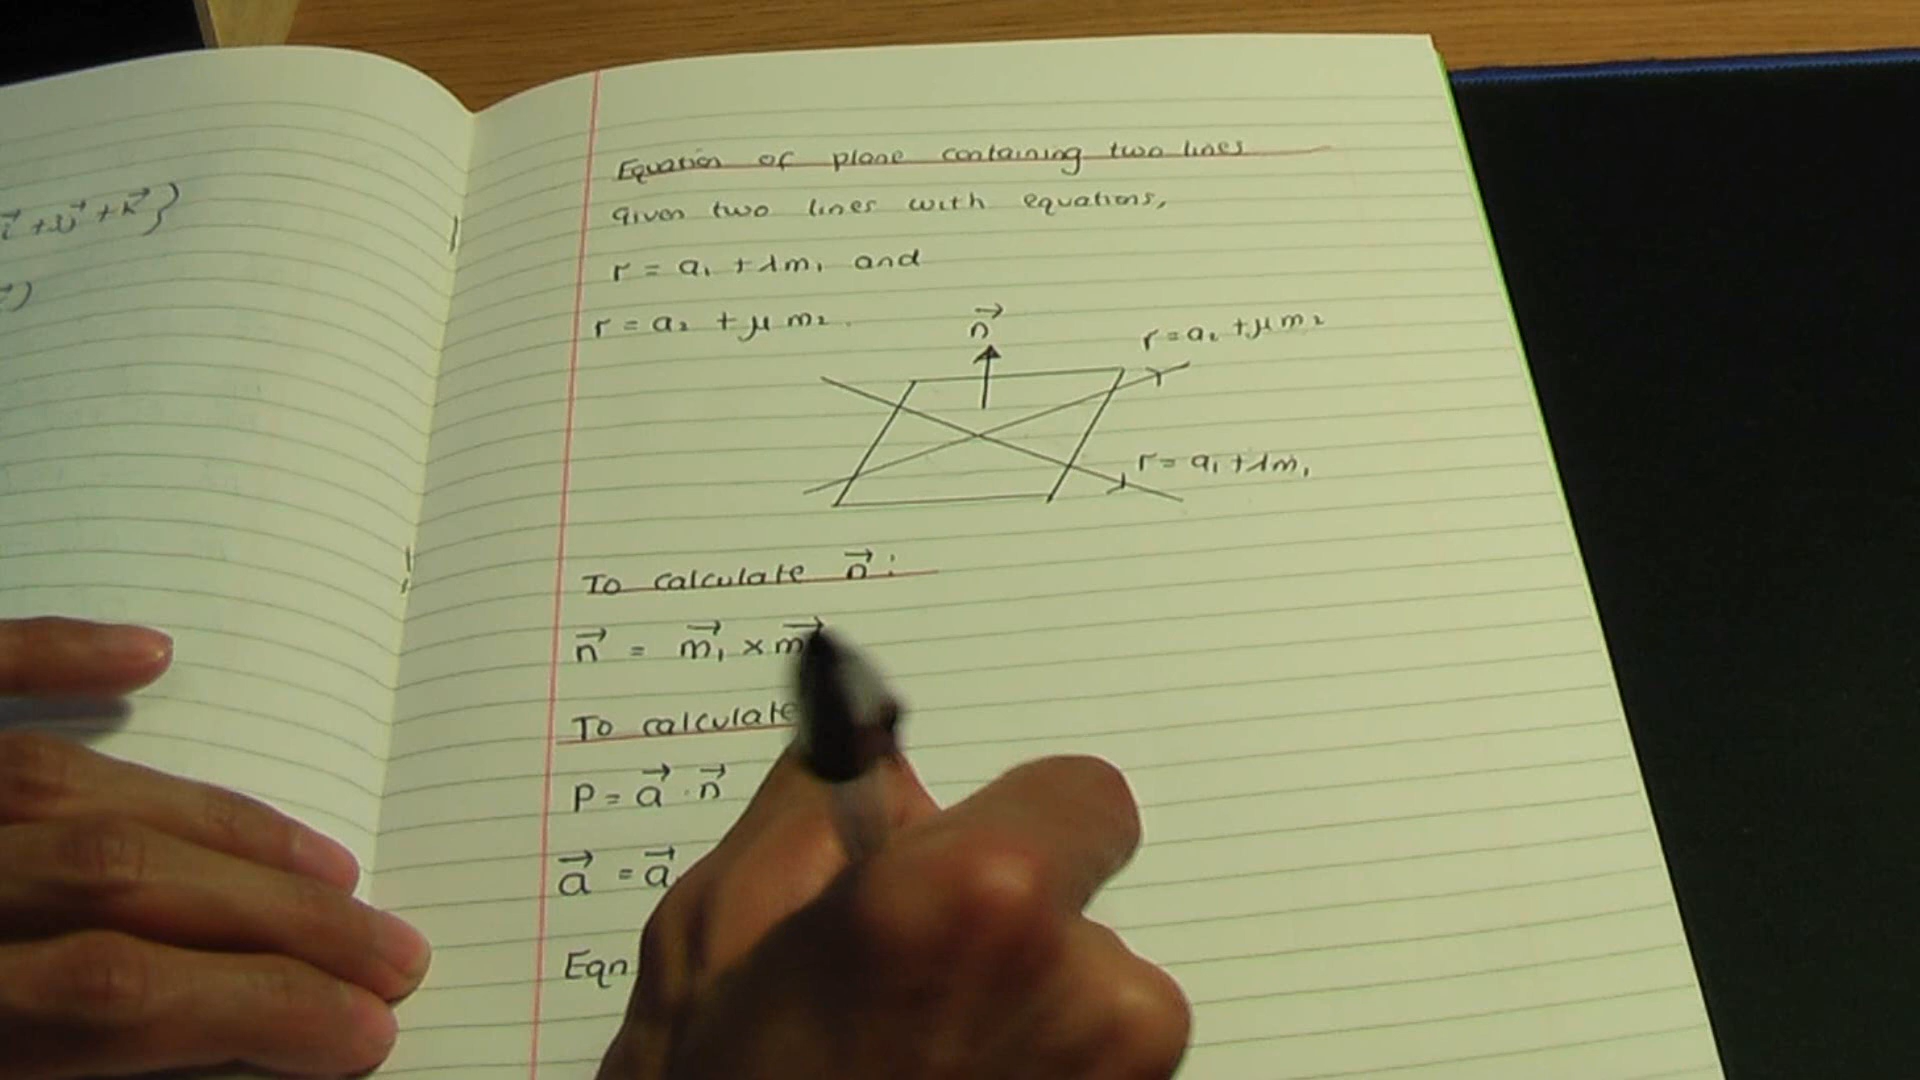 i⃗ + 3j⃗ + k⃗ }
)
Equation of plane containing two lines
Given two lines with equations,
r = a₁ + λm₁ and
r = a₂ + μ m₂.
n⃗
r = a₂ + μ m₂
r = a₁ + λm₁
To calculate n⃗ :
n⃗ = m⃗₁ × m⃗
To calculate
P = a⃗ · n⃗
a⃗ = a⃗
Eqn